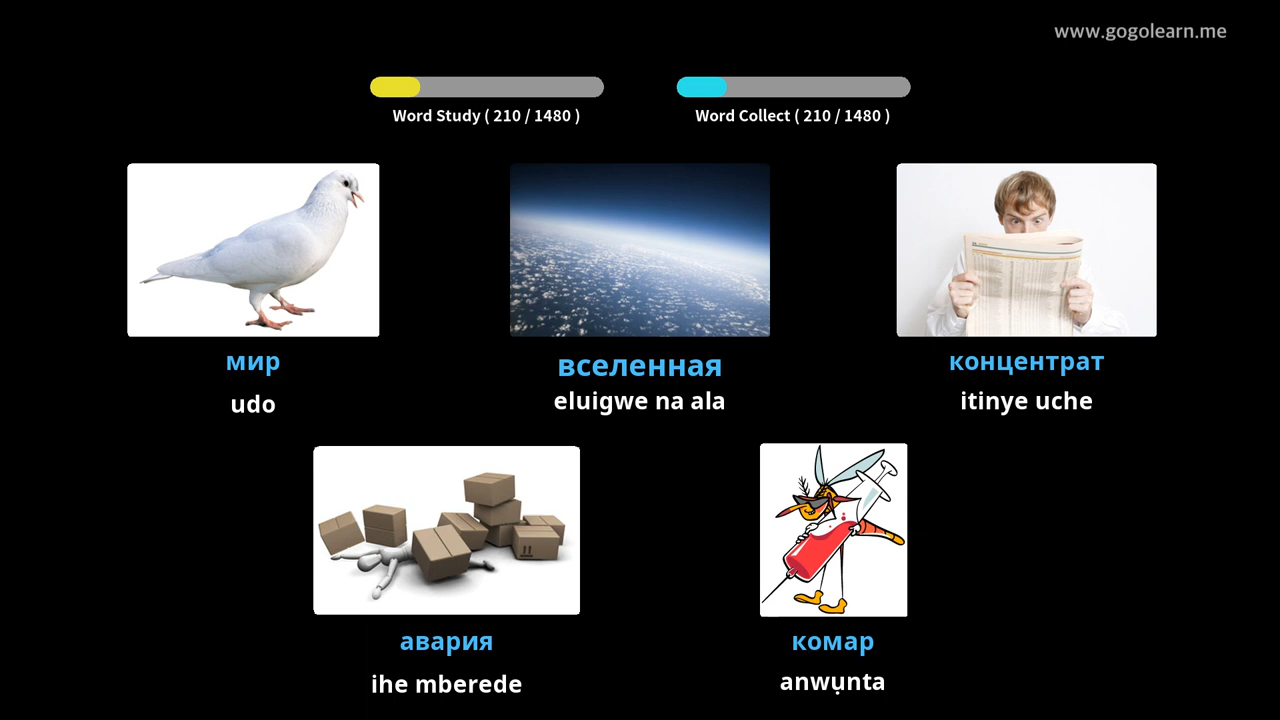 www.gogolearn.me
Word Study ( 210 / 1480 )
Word Collect ( 210 / 1480 )
мир
udo
вселенная
eluigwe na ala
концентрат
itinye uche
авария
ihe mberede
комар
anwụnta